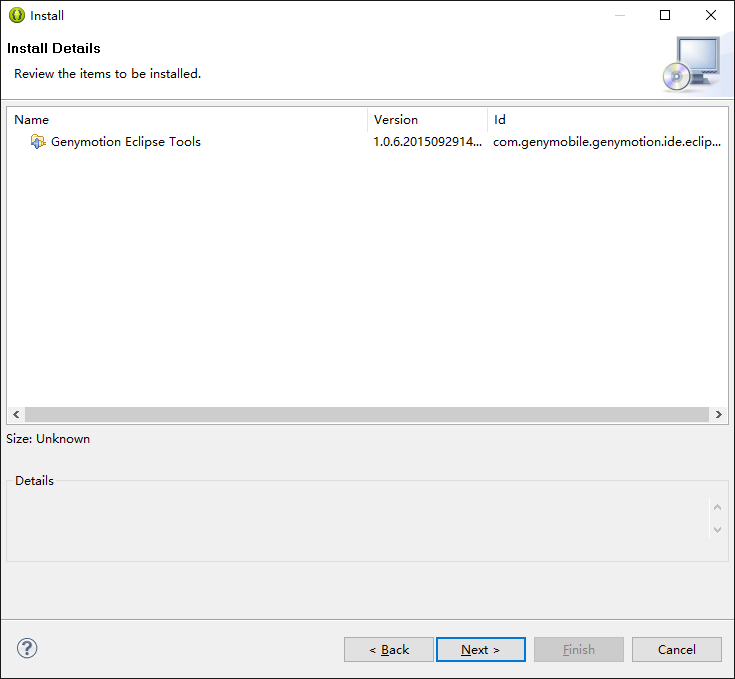 Install
Install Details
Review the items to be installed.
Name Version Id
Genymotion Eclipse Tools 1.0.6.2015092914... com.genymobile.genymotion.ide.eclip...
Size: Unknown
Details
? < Back Next > Finish Cancel